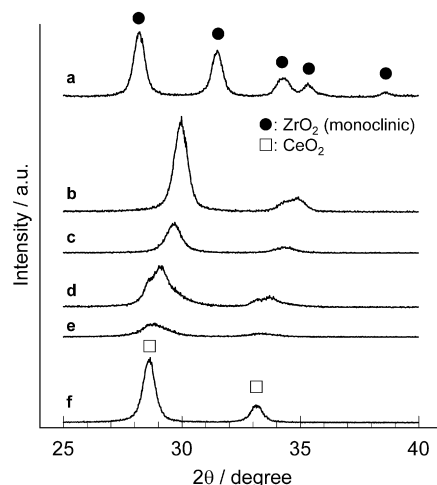 a
●: ZrO₂ (monoclinic)
□: CeO₂
b
c
d
e
f
Intensity / a.u.
25 30 35 40
2θ / degree